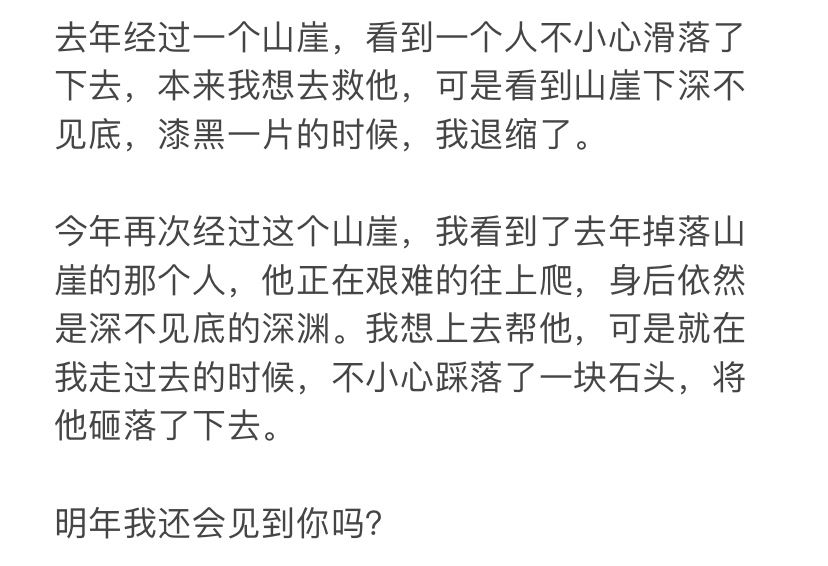 去年经过一个山崖，看到一个人不小心滑落了
下去，本来我想去救他，可是看到山崖下深不
见底，漆黑一片的时候，我退缩了。
今年再次经过这个山崖，我看到了去年掉落山
崖的那个人，他正在艰难的往上爬，身后依然
是深不见底的深渊。我想上去帮他，可是就在
我走过去的时候，不小心踩落了一块石头，将
他砸落了下去。
明年我还会见到你吗？